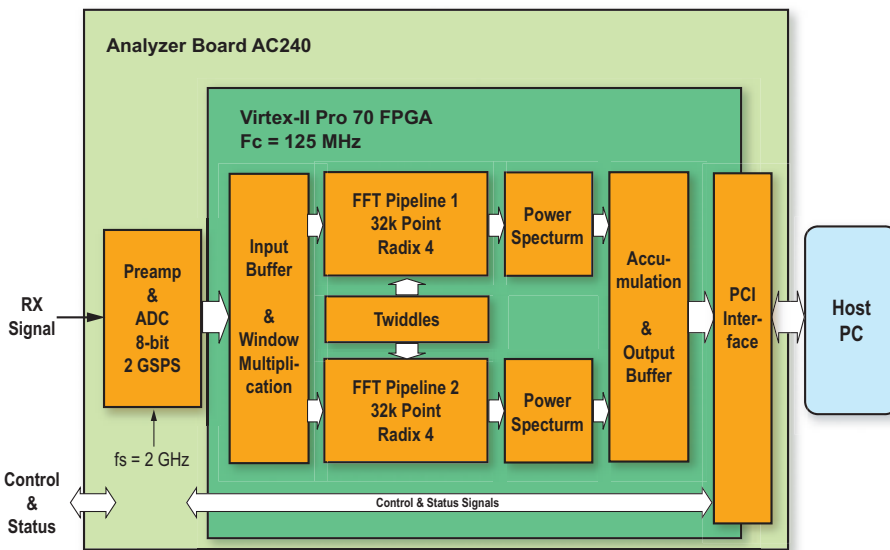 Analyzer Board AC240
Virtex-II Pro 70 FPGA
Fc = 125 MHz
RX
Signal
Preamp
&
ADC
8-bit
2 GSPS
fs = 2 GHz
Input
Buffer
&
Window
Multipli-
cation
FFT Pipeline 1
32k Point
Radix 4
Twiddles
FFT Pipeline 2
32k Point
Radix 4
Power
Specturm
Power
Specturm
Accu-
mulation
&
Output
Buffer
PCI
Inter-
face
Host
PC
Control
&
Status
Control & Status Signals